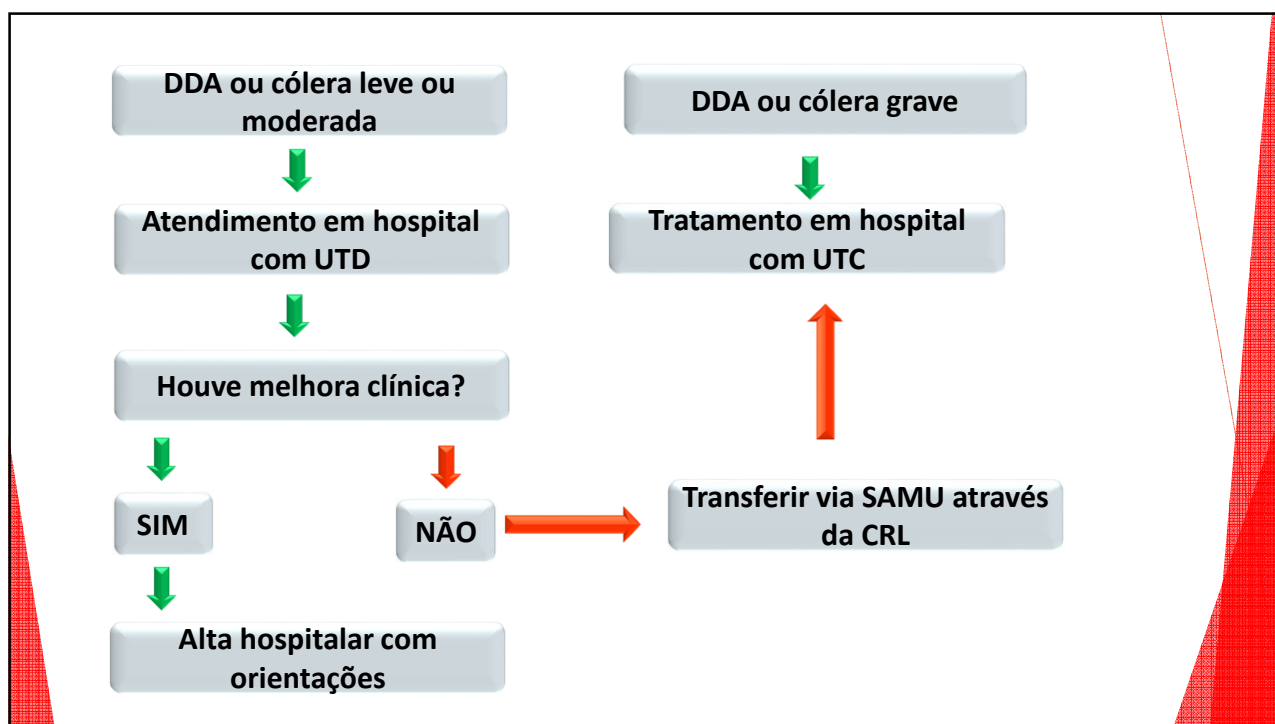 DDA ou cólera leve ou
moderada
DDA ou cólera grave
Atendimento em hospital
com UTD
Tratamento em hospital
com UTC
Houve melhora clínica?
SIM
NÃO
Transferir via SAMU através
da CRL
Alta hospitalar com
orientações